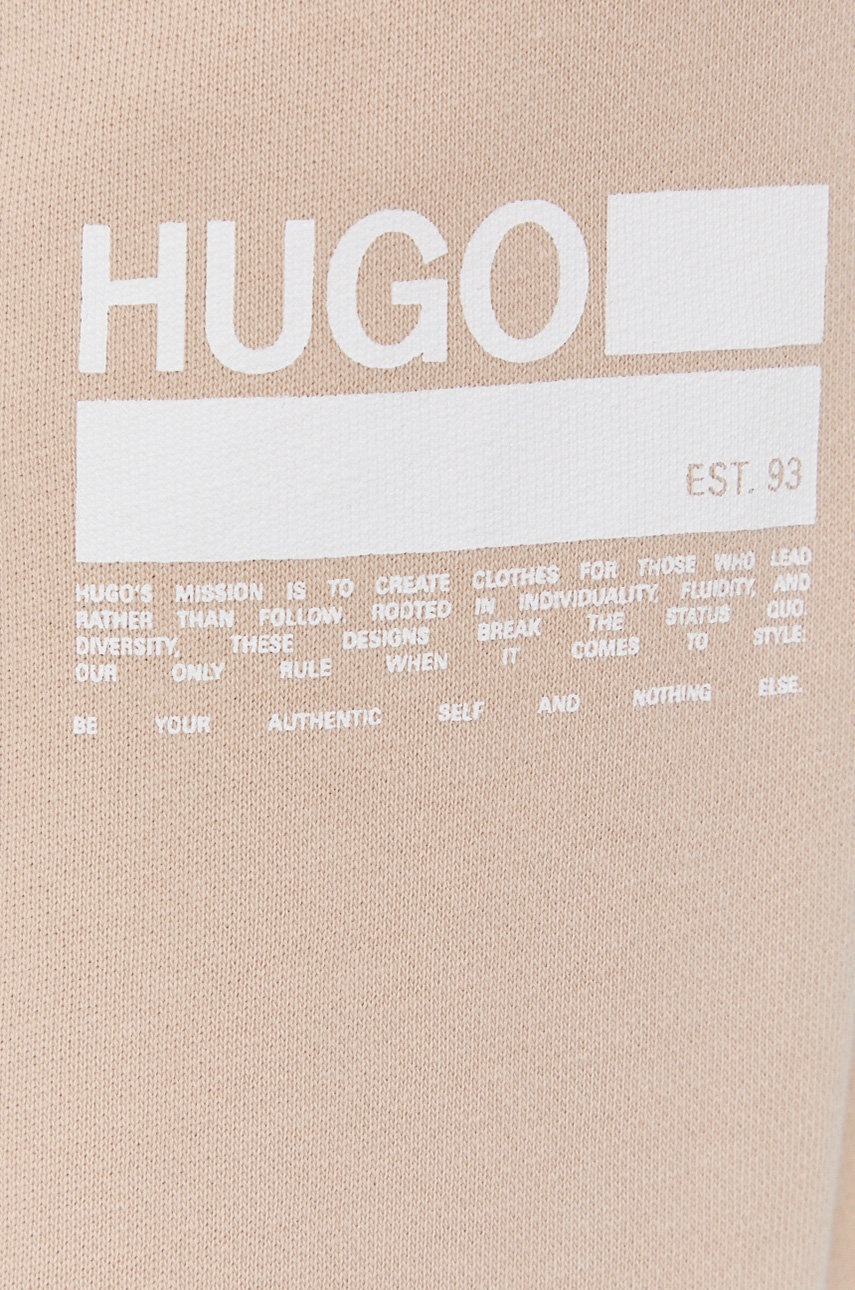 HUGO
EST. 93
HUGO'S MISSION IS TO CREATE CLOTHES FOR THOSE WHO LEAD
RATHER THAN FOLLOW. ROOTED IN INDIVIDUALITY, FLUIDITY, AND
DIVERSITY, THESE DESIGNS BREAK THE STATUS QUO.
OUR ONLY RULE WHEN IT COMES TO STYLE:
BE YOUR AUTHENTIC SELF AND NOTHING ELSE.